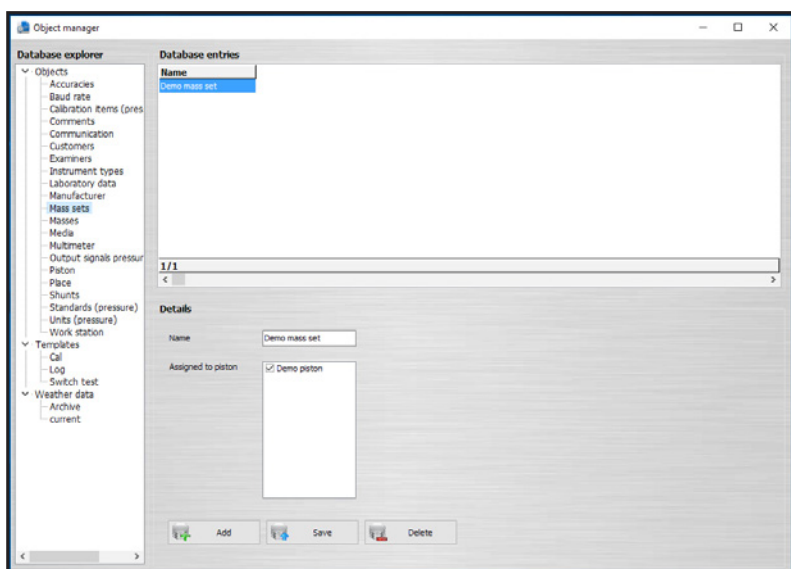 Object manager
Database explorer
Objects
Accuracies
Baud rate
Calibration items (pres
Comments
Communication
Customers
Examiners
Instrument types
Laboratory data
Manufacturer
Mass sets
Masses
Media
Multimeter
Output signals pressur
Piston
Place
Shunts
Standards (pressure)
Units (pressure)
Work station
Templates
Cal
Log
Switch test
Weather data
Archive
current
Database entries
Name
Demo mass set
1/1
Details
Name
Demo mass set
Assigned to piston
Demo piston
Add
Save
Delete